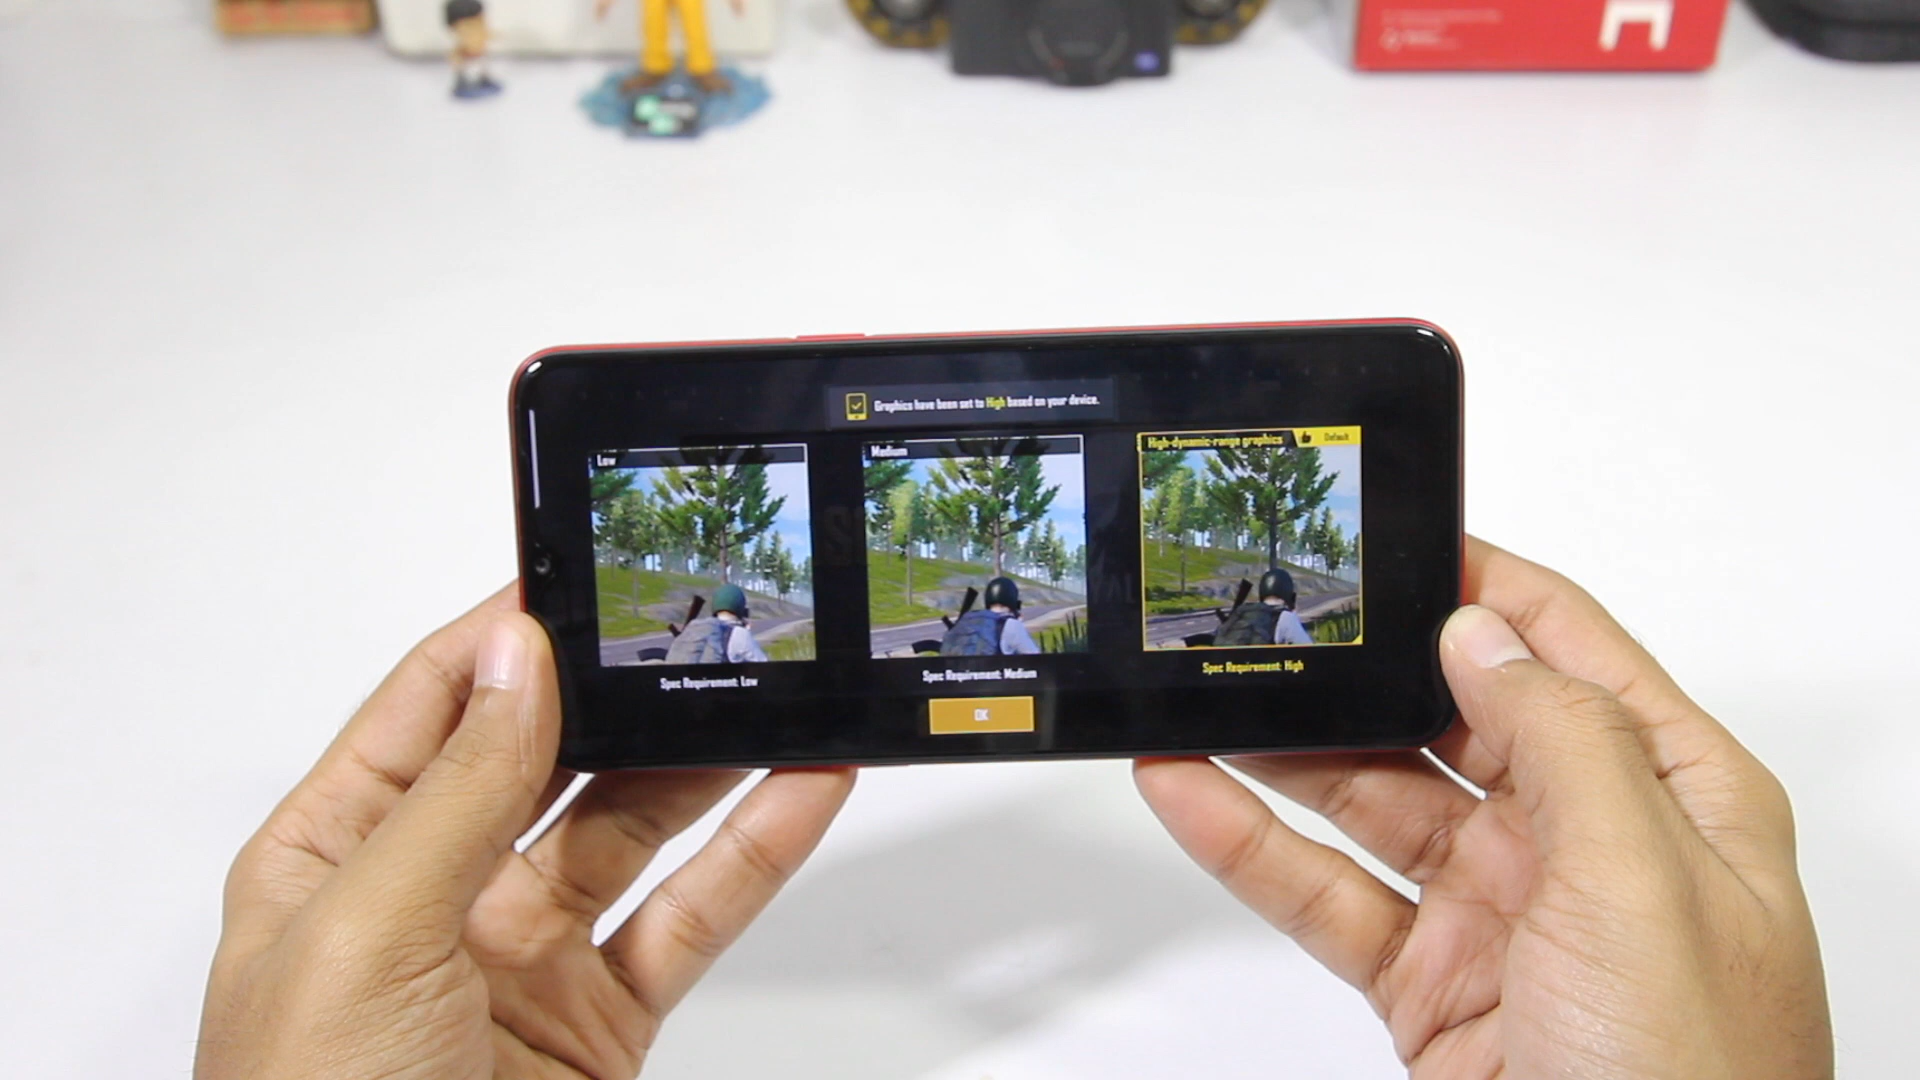 Graphics have been set to High based on your device.
Low
Medium
High-dynamic-range graphics
Default
Spec Requirement: Low
Spec Requirement: Medium
Spec Requirement: High
OK